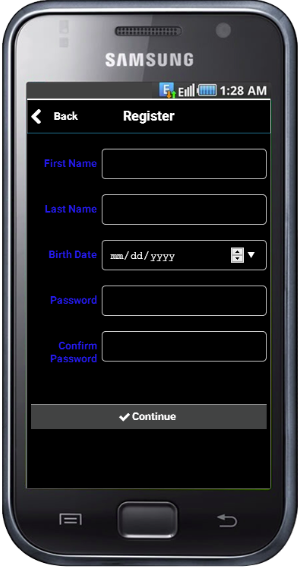 SAMSUNG
E 1:28 AM
Back Register
First Name
Last Name
Birth Date mm/dd/yyyy
Password
Confirm
Password
Continue